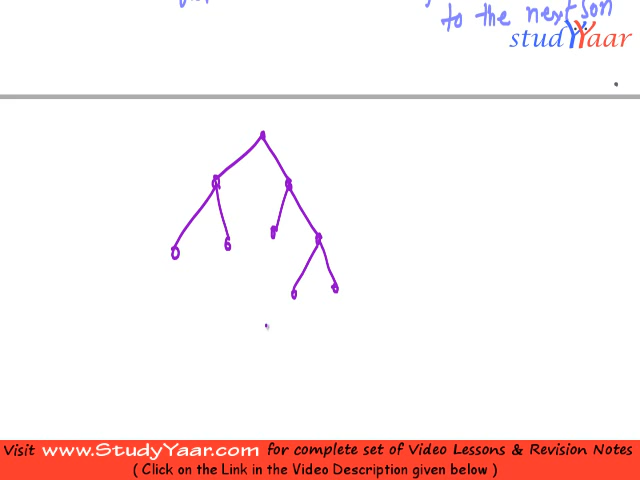 to the next son
studYYaar
Visit www.StudyYaar.com for complete set of Video Lessons & Revision Notes
( Click on the Link in the Video Description given below )